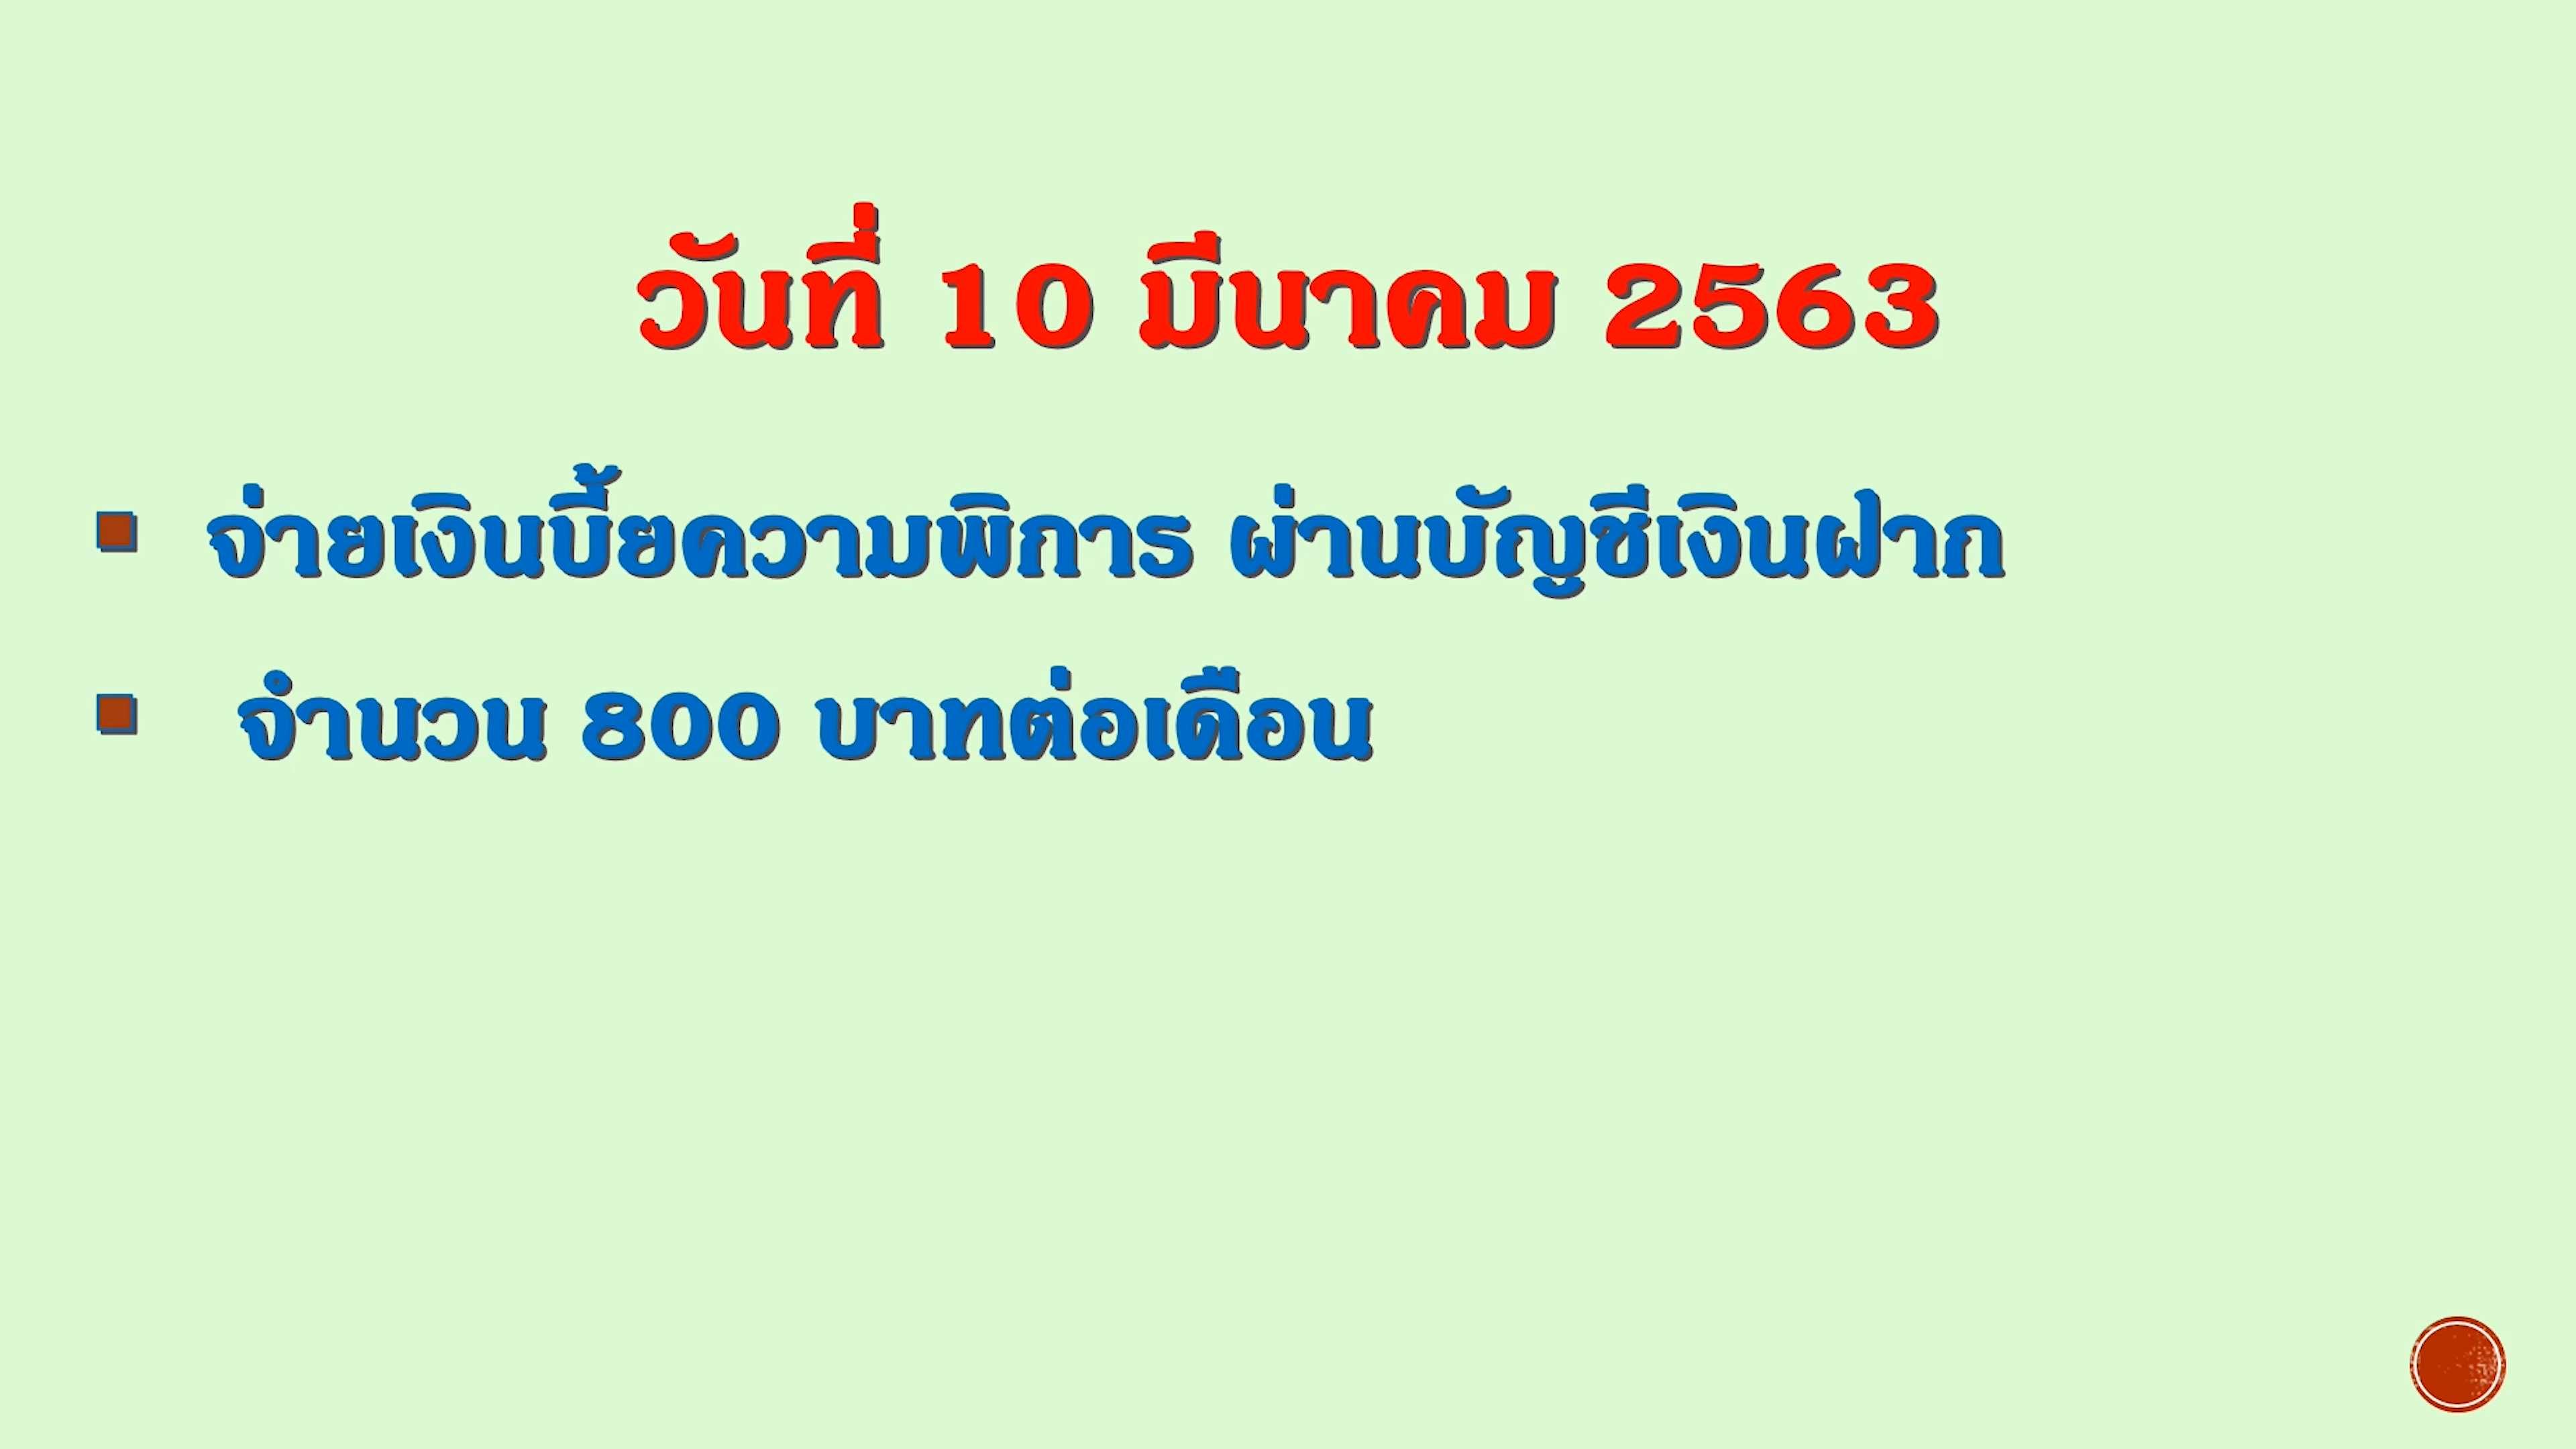 วันที่ 10 มีนาคม 2563
จ่ายเงินบี้ยความพิการ ผ่านบัญชีเงินฝาก
จำนวน 800 บาทต่อเดือน